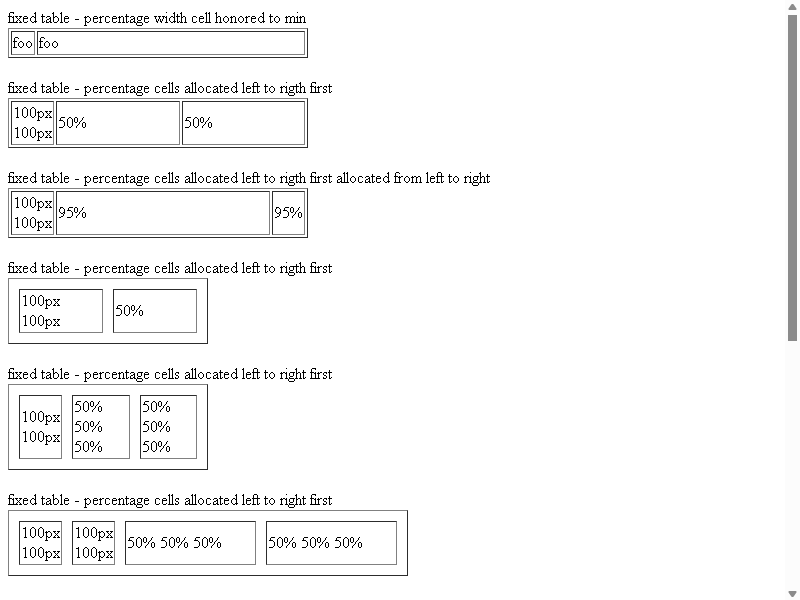 fixed table - percentage width cell honored to min
foo foo
fixed table - percentage cells allocated left to rigth first
100px
100px
50%
50%
fixed table - percentage cells allocated left to rigth first allocated from left to right
100px
100px
95%
95%
fixed table - percentage cells allocated left to rigth first
100px
100px
50%
fixed table - percentage cells allocated left to right first
100px
100px
50%
50%
50%
50%
50%
50%
fixed table - percentage cells allocated left to right first
100px
100px
100px
100px
50% 50% 50%
50% 50% 50%